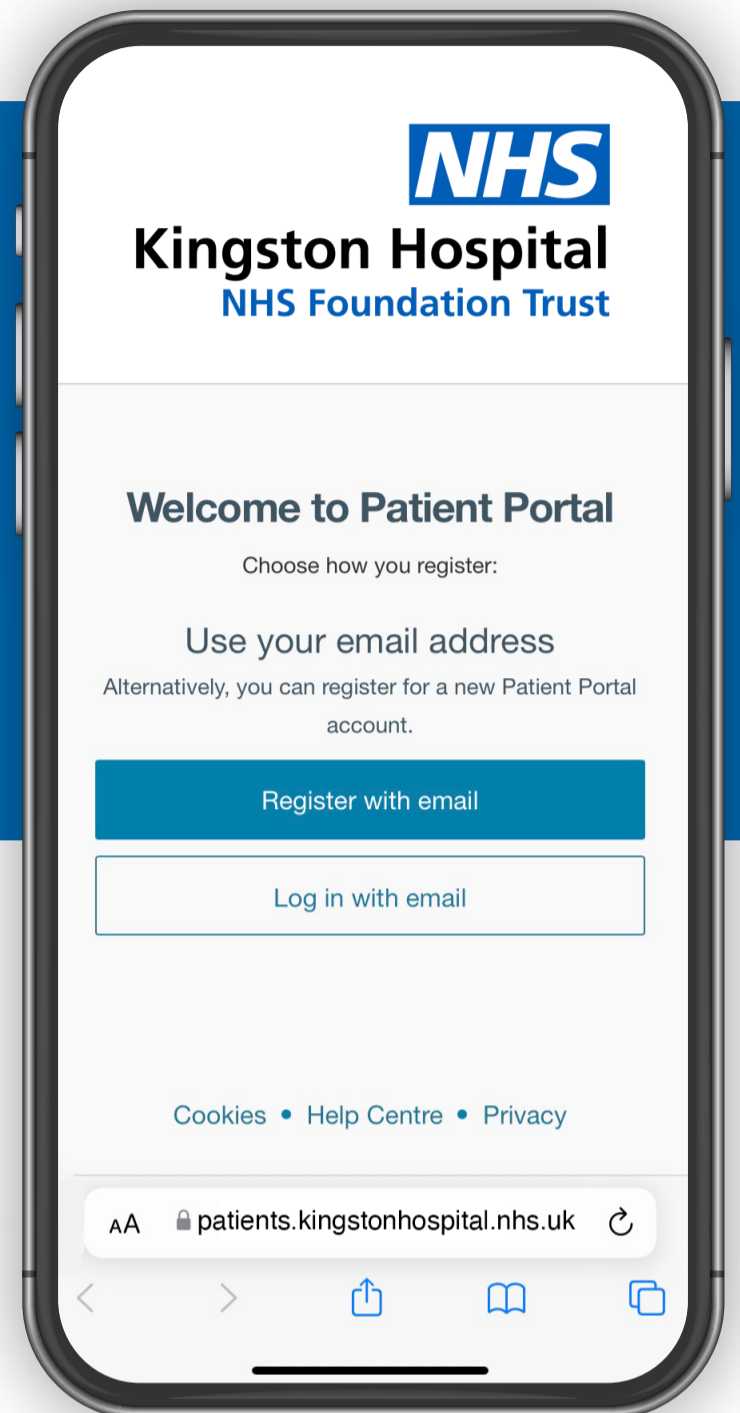 NHS
Kingston Hospital
NHS Foundation Trust
Welcome to Patient Portal
Choose how you register:
Use your email address
Alternatively, you can register for a new Patient Portal
account.
Register with email
Log in with email
Cookies • Help Centre • Privacy
AA patients.kingstonhospital.nhs.uk